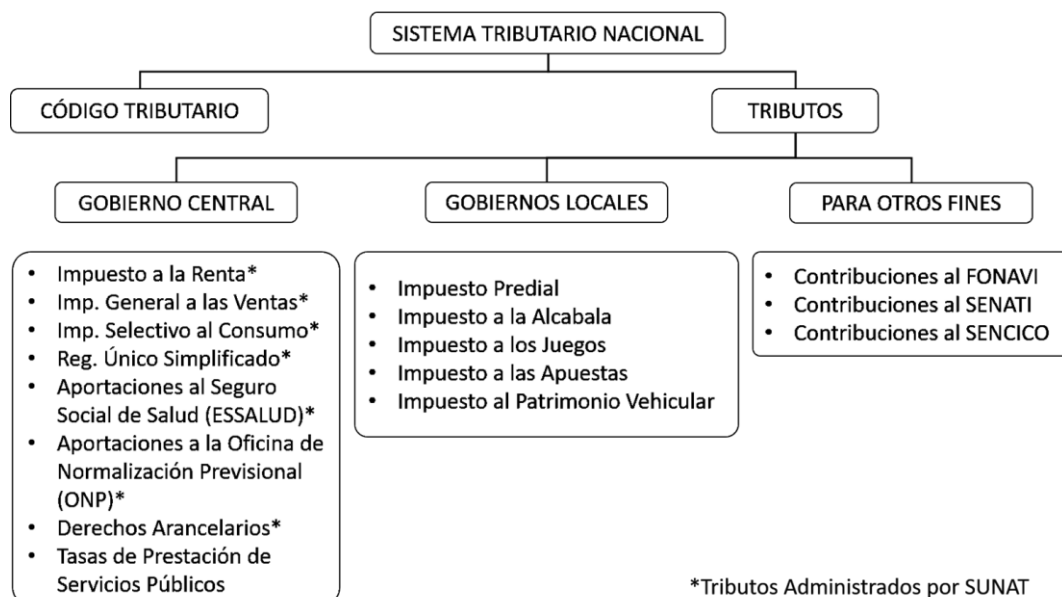 SISTEMA TRIBUTARIO NACIONAL
CÓDIGO TRIBUTARIO
TRIBUTOS
GOBIERNO CENTRAL
GOBIERNOS LOCALES
PARA OTROS FINES
• Impuesto a la Renta*
• Imp. General a las Ventas*
• Imp. Selectivo al Consumo*
• Reg. Único Simplificado*
• Aportaciones al Seguro
Social de Salud (ESSALUD)*
• Aportaciones a la Oficina de
Normalización Previsional
(ONP)*
• Derechos Arancelarios*
• Tasas de Prestación de
Servicios Públicos
• Impuesto Predial
• Impuesto a la Alcabala
• Impuesto a los Juegos
• Impuesto a las Apuestas
• Impuesto al Patrimonio Vehicular
• Contribuciones al FONAVI
• Contribuciones al SENATI
• Contribuciones al SENCICO
*Tributos Administrados por SUNAT